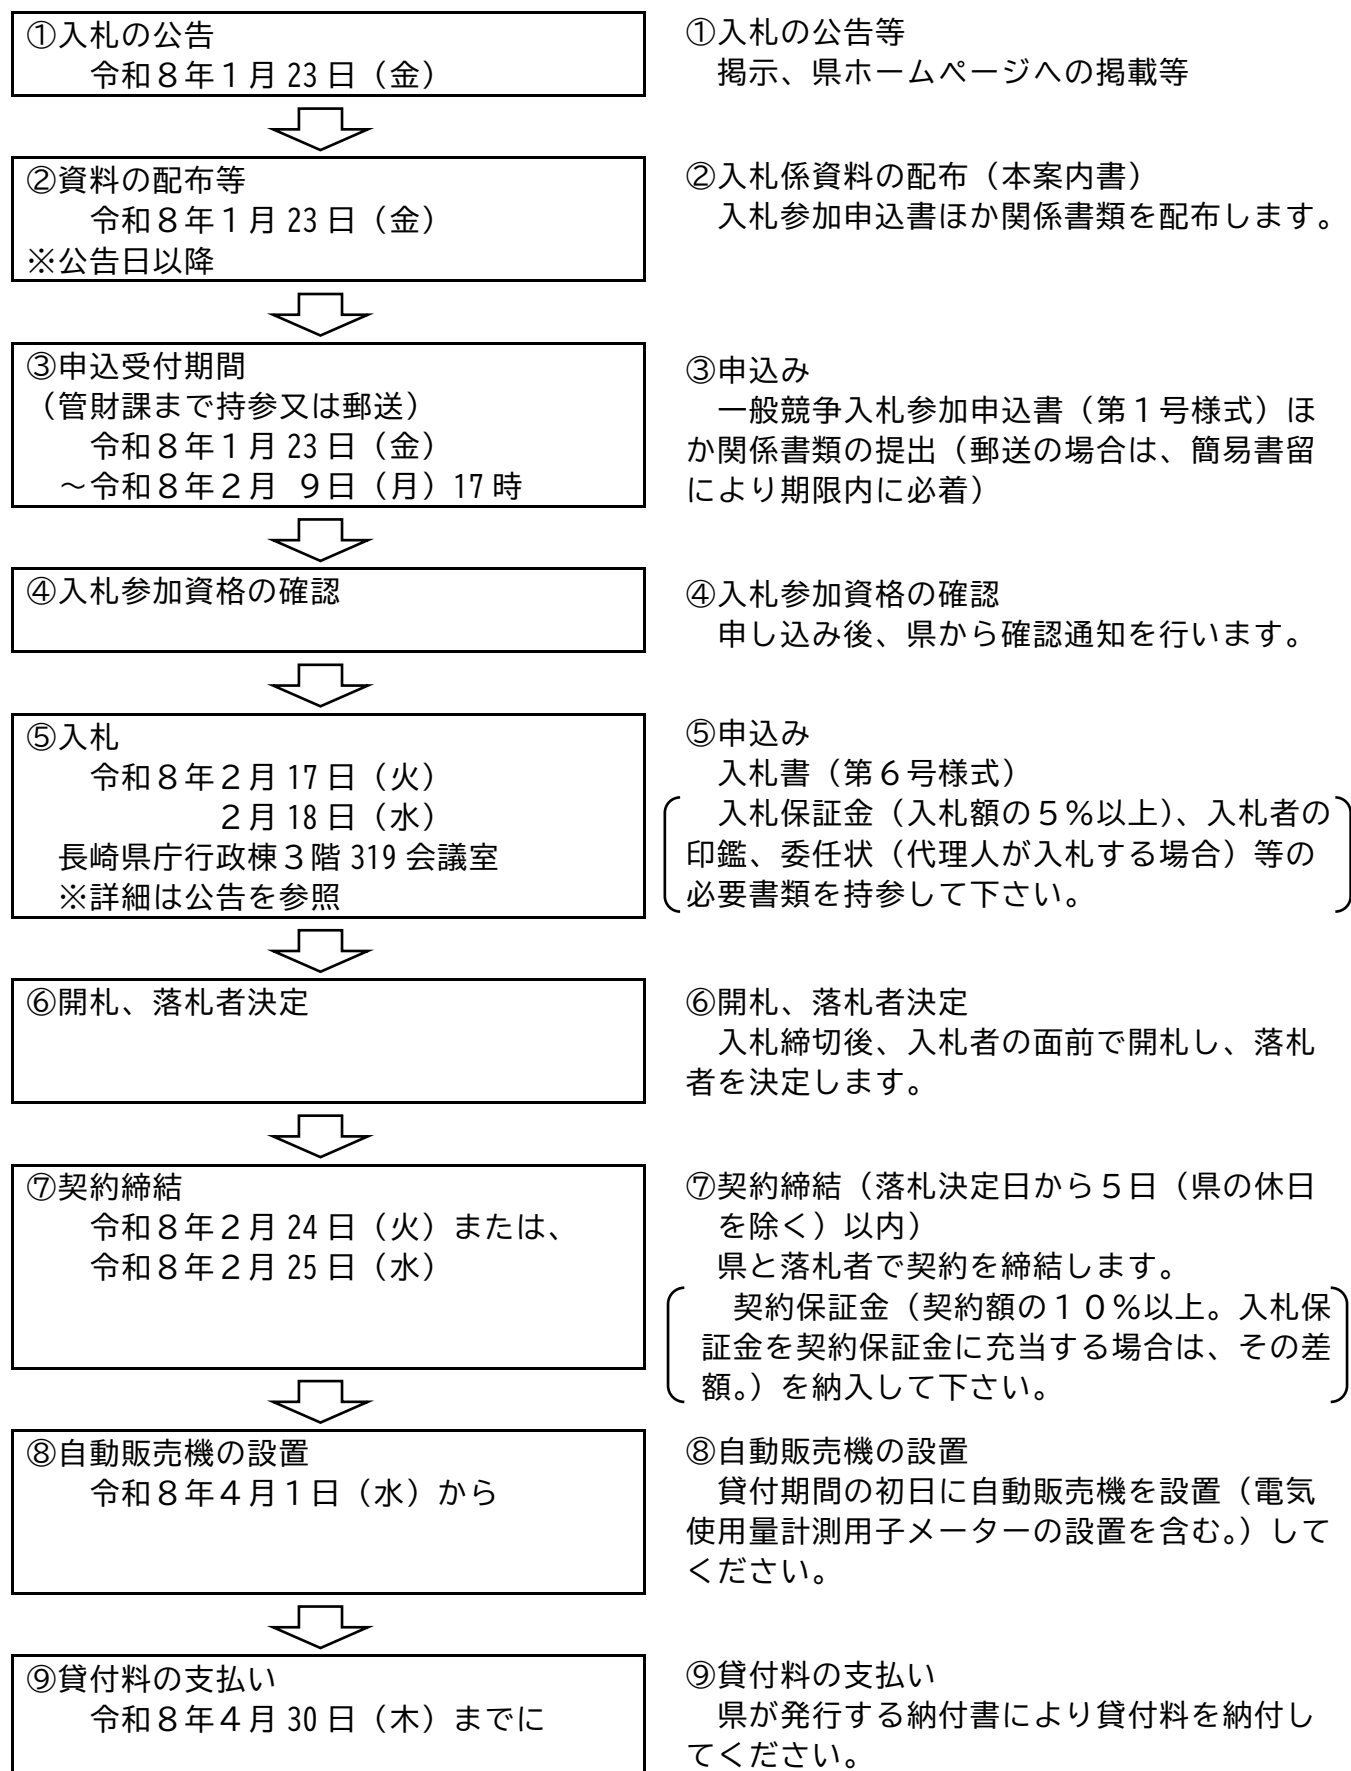 ①入札の公告
令和８年１月 23 日（金）
①入札の公告等
掲示、県ホームページへの掲載等
②資料の配布等
令和８年１月 23 日（金）
※公告日以降
②入札係資料の配布（本案内書）
入札参加申込書ほか関係書類を配布します。
③申込受付期間
（管財課まで持参又は郵送）
令和８年１月 23 日（金）
～令和８年２月 ９日（月）17 時
③申込み
一般競争入札参加申込書（第１号様式）ほ
か関係書類の提出（郵送の場合は、簡易書留
により期限内に必着）
④入札参加資格の確認
④入札参加資格の確認
申し込み後、県から確認通知を行います。
⑤入札
令和８年２月 17 日（火）
２月 18 日（水）
長崎県庁行政棟３階 319 会議室
※詳細は公告を参照
⑤申込み
入札書（第６号様式）
入札保証金（入札額の５％以上）、入札者の
印鑑、委任状（代理人が入札する場合）等の
必要書類を持参して下さい。
⑥開札、落札者決定
⑥開札、落札者決定
入札締切後、入札者の面前で開札し、落札
者を決定します。
⑦契約締結
令和８年２月 24 日（火）または、
令和８年２月 25 日（水）
⑦契約締結（落札決定日から５日（県の休日
を除く）以内）
県と落札者で契約を締結します。
契約保証金（契約額の１０％以上。入札保
証金を契約保証金に充当する場合は、その差
額。）を納入して下さい。
⑧自動販売機の設置
令和８年４月１日（水）から
⑧自動販売機の設置
貸付期間の初日に自動販売機を設置（電気
使用量計測用子メーターの設置を含む。）して
ください。
⑨貸付料の支払い
令和８年４月 30 日（木）までに
⑨貸付料の支払い
県が発行する納付書により貸付料を納付し
てください。